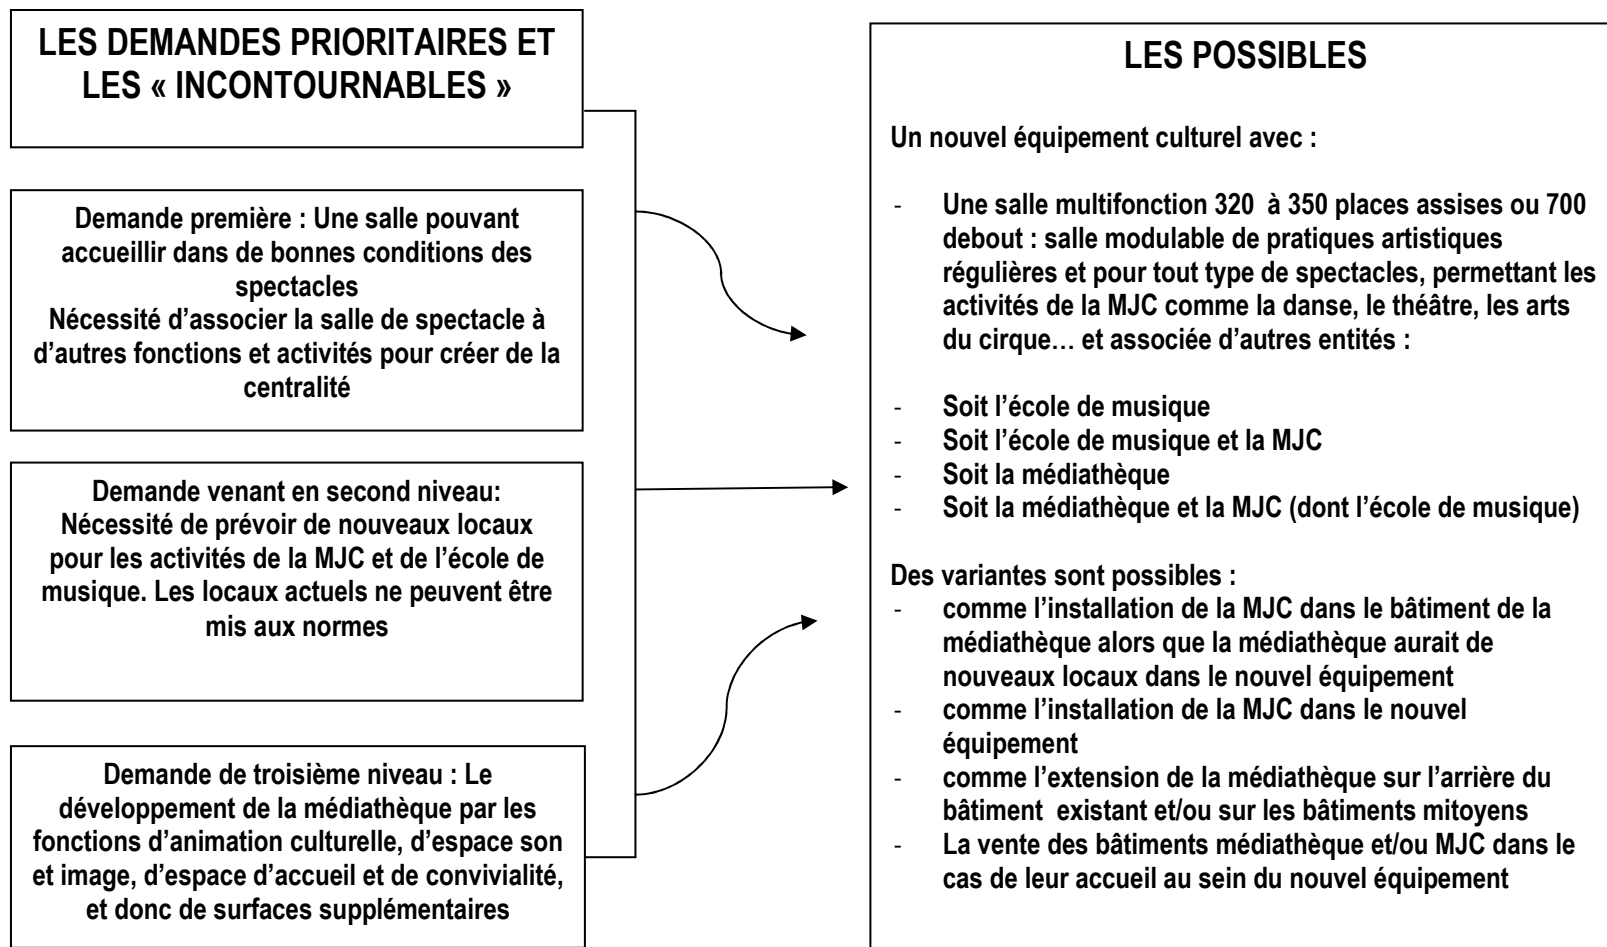 LES DEMANDES PRIORITAIRES ET
LES « INCONTOURNABLES »
Demande première : Une salle pouvant
accueillir dans de bonnes conditions des
spectacles
Nécessité d’associer la salle de spectacle à
d’autres fonctions et activités pour créer de la
centralité
Demande venant en second niveau:
Nécessité de prévoir de nouveaux locaux
pour les activités de la MJC et de l’école de
musique. Les locaux actuels ne peuvent être
mis aux normes
Demande de troisième niveau : Le
développement de la médiathèque par les
fonctions d’animation culturelle, d’espace son
et image, d’espace d’accueil et de convivialité,
et donc de surfaces supplémentaires
LES POSSIBLES
Un nouvel équipement culturel avec :
- Une salle multifonction 320 à 350 places assises ou 700
debout : salle modulable de pratiques artistiques
régulières et pour tout type de spectacles, permettant les
activités de la MJC comme la danse, le théâtre, les arts
du cirque… et associée d’autres entités :
- Soit l’école de musique
- Soit l’école de musique et la MJC
- Soit la médiathèque
- Soit la médiathèque et la MJC (dont l’école de musique)
Des variantes sont possibles :
- comme l’installation de la MJC dans le bâtiment de la
médiathèque alors que la médiathèque aurait de
nouveaux locaux dans le nouvel équipement
- comme l’installation de la MJC dans le nouvel
équipement
- comme l’extension de la médiathèque sur l’arrière du
bâtiment existant et/ou sur les bâtiments mitoyens
- La vente des bâtiments médiathèque et/ou MJC dans le
cas de leur accueil au sein du nouvel équipement